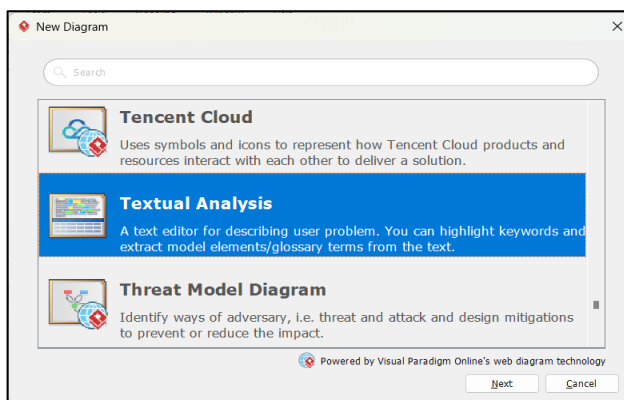 New Diagram
Search
Tencent Cloud
Uses symbols and icons to represent how Tencent Cloud products and
resources interact with each other to deliver a solution.
Textual Analysis
A text editor for describing user problem. You can highlight keywords and
extract model elements/glossary terms from the text.
Threat Model Diagram
Identify ways of adversary, i.e. threat and attack and design mitigations
to prevent or reduce the impact.
Powered by Visual Paradigm Online's web diagram technology
Next Cancel